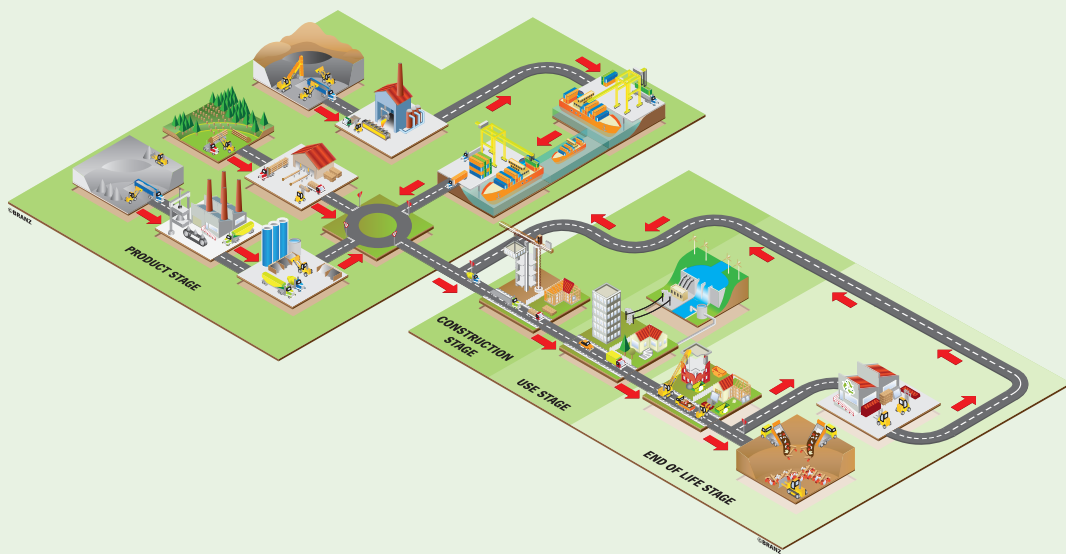 ©BRANZ
PRODUCT STAGE
CONSTRUCTION
STAGE
USE STAGE
END OF LIFE STAGE
©BRANZ